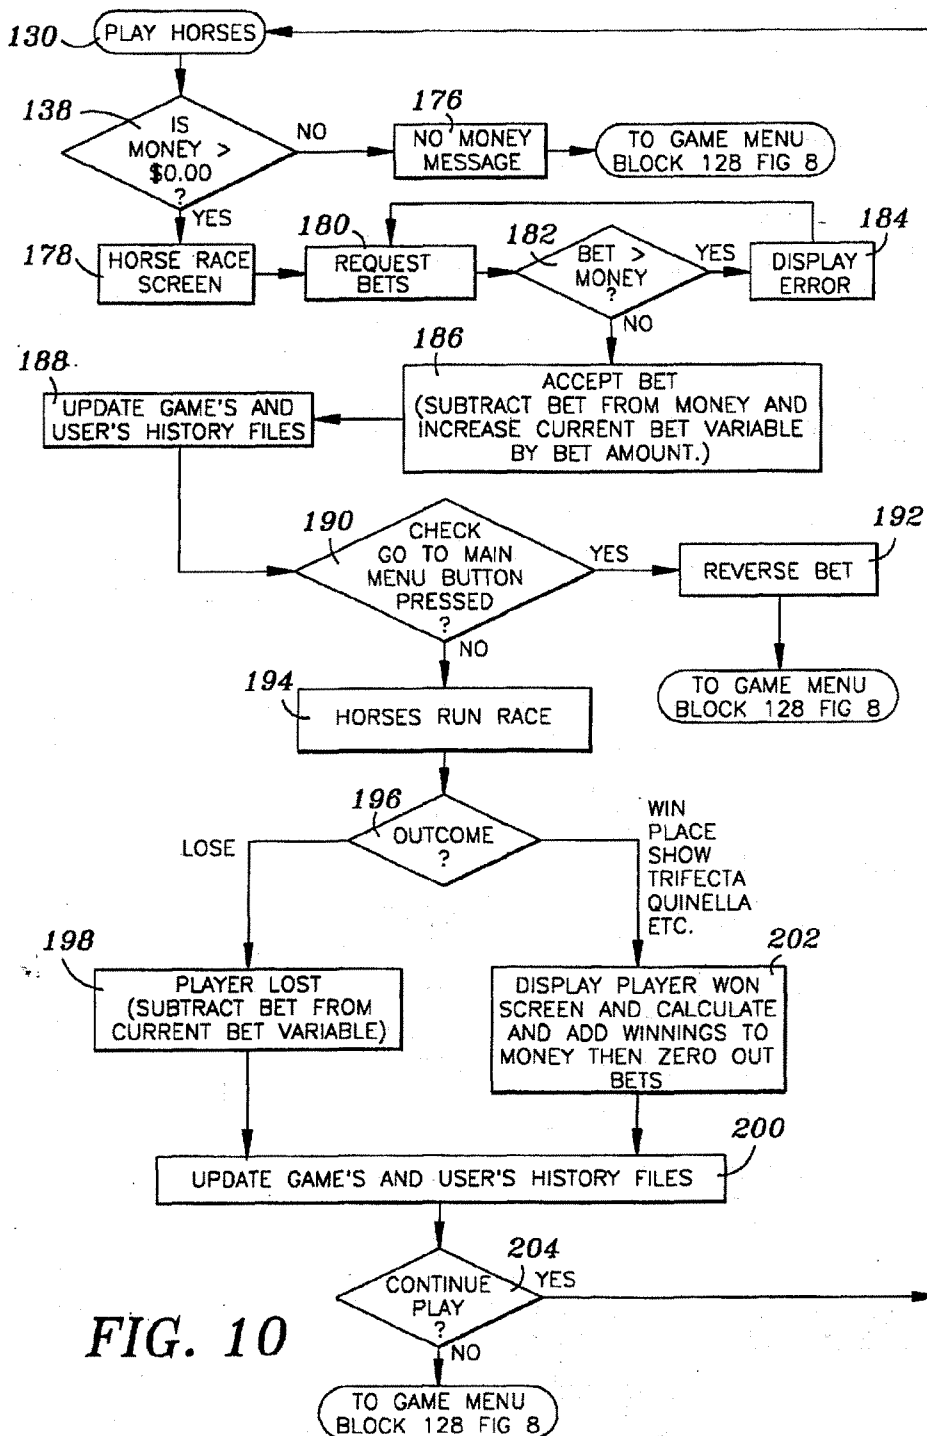 130
PLAY HORSES
138
IS
MONEY >
$0.00
?
NO
YES
176
NO MONEY
MESSAGE
TO GAME MENU
BLOCK 128 FIG 8
178
HORSE RACE
SCREEN
180
REQUEST
BETS
182
BET >
MONEY
?
YES
NO
184
DISPLAY
ERROR
186
ACCEPT BET
(SUBTRACT BET FROM MONEY AND
INCREASE CURRENT BET VARIABLE
BY BET AMOUNT.)
188
UPDATE GAME'S AND
USER'S HISTORY FILES
190
CHECK
GO TO MAIN
MENU BUTTON
PRESSED
?
YES
NO
192
REVERSE BET
TO GAME MENU
BLOCK 128 FIG 8
194
HORSES RUN RACE
196
OUTCOME
?
LOSE
WIN
PLACE
SHOW
TRIFECTA
QUINELLA
ETC.
198
PLAYER LOST
(SUBTRACT BET FROM
CURRENT BET VARIABLE)
202
DISPLAY PLAYER WON
SCREEN AND CALCULATE
AND ADD WINNINGS TO
MONEY THEN ZERO OUT
BETS
200
UPDATE GAME'S AND USER'S HISTORY FILES
204
CONTINUE
PLAY
?
YES
NO
TO GAME MENU
BLOCK 128 FIG 8
FIG. 10